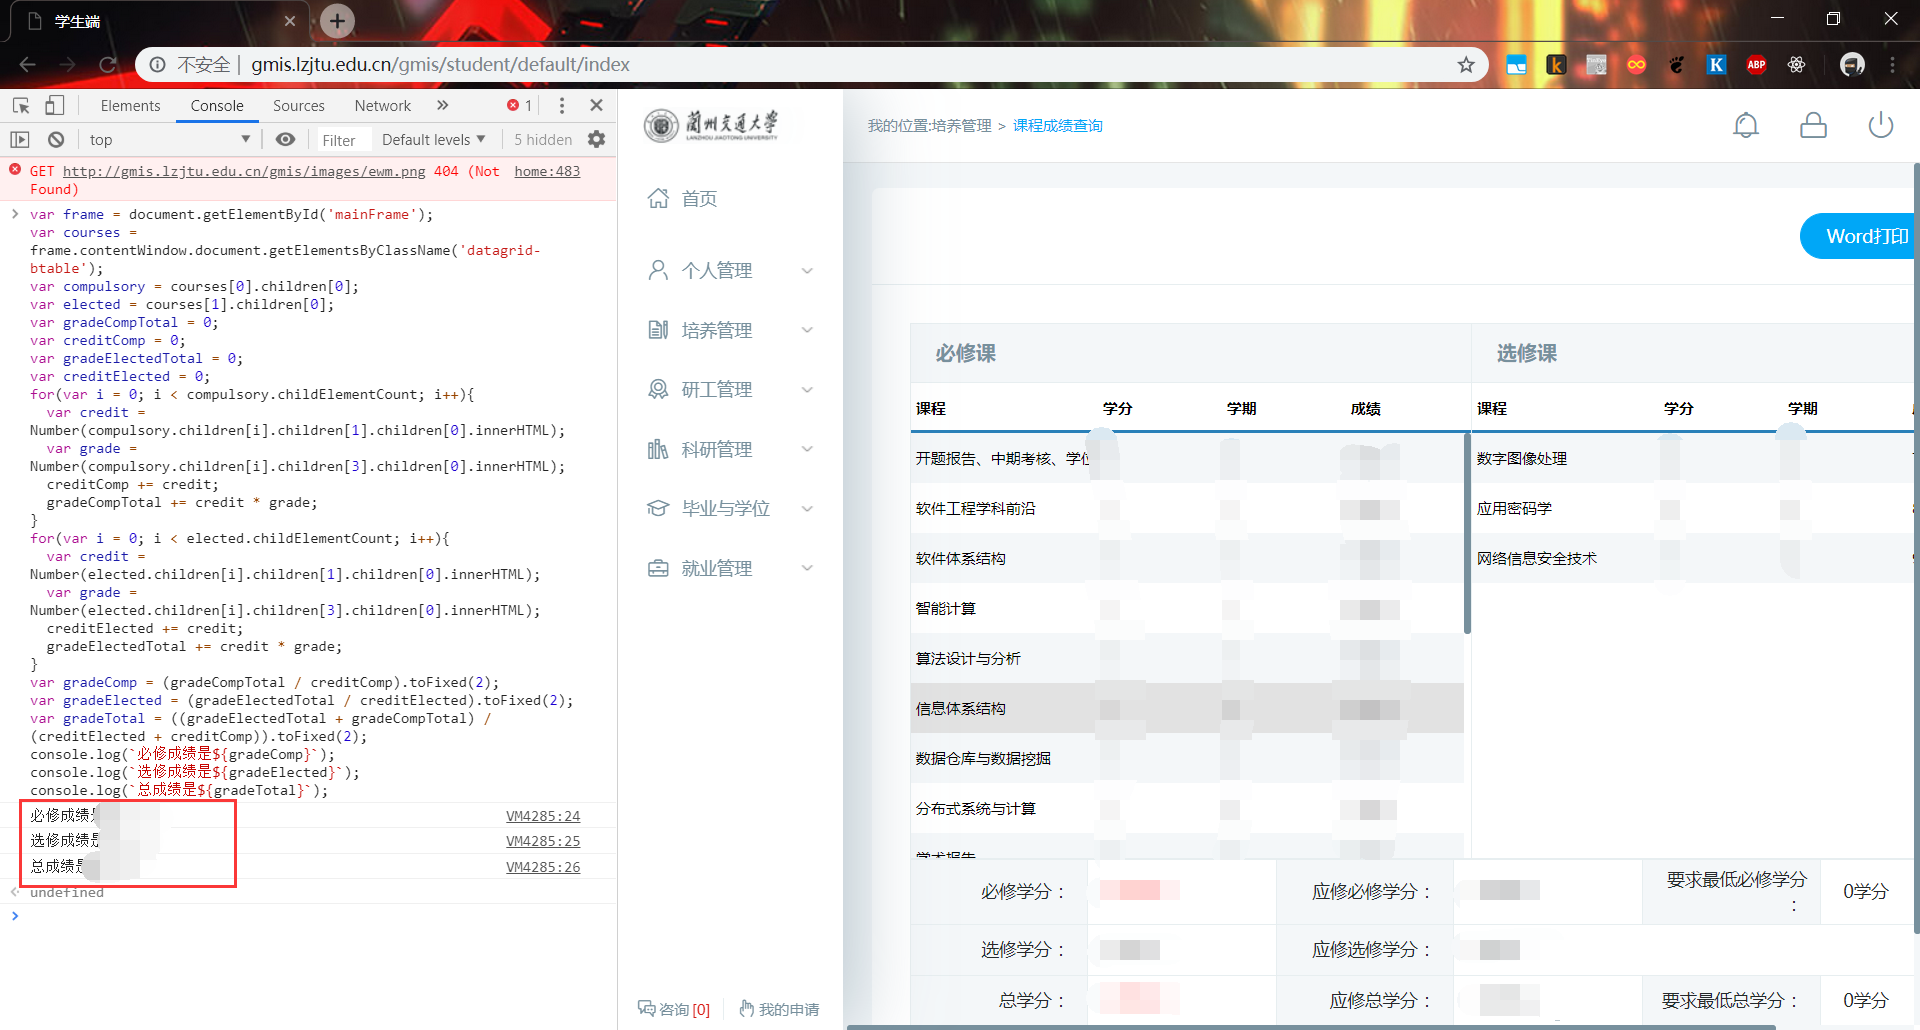 学生端
不安全 | gmis.lzjtu.edu.cn/gmis/student/default/index
Elements Console Sources Network » 1
top Filter Default levels ▼ 5 hidden
GET http://gmis.lzjtu.edu.cn/gmis/images/ewm.png 404 (Not home:483
Found)
var frame = document.getElementById('mainFrame');
var courses =
frame.contentWindow.document.getElementsByClassName('datagrid-
btable');
var compulsory = courses[0].children[0];
var elected = courses[1].children[0];
var gradeCompTotal = 0;
var creditComp = 0;
var gradeElectedTotal = 0;
var creditElected = 0;
for(var i = 0; i < compulsory.childElementCount; i++){
var credit =
Number(compulsory.children[i].children[1].children[0].innerHTML);
var grade =
Number(compulsory.children[i].children[3].children[0].innerHTML);
creditComp += credit;
gradeCompTotal += credit * grade;
}
for(var i = 0; i < elected.childElementCount; i++){
var credit =
Number(elected.children[i].children[1].children[0].innerHTML);
var grade =
Number(elected.children[i].children[3].children[0].innerHTML);
creditElected += credit;
gradeElectedTotal += credit * grade;
}
var gradeComp = (gradeCompTotal / creditComp).toFixed(2);
var gradeElected = (gradeElectedTotal / creditElected).toFixed(2);
var gradeTotal = ((gradeElectedTotal + gradeCompTotal) /
(creditElected + creditComp)).toFixed(2);
console.log(`必修成绩是${gradeComp}`);
console.log(`选修成绩是${gradeElected}`);
console.log(`总成绩是${gradeTotal}`);
必修成绩 VM4285:24
选修成绩是 VM4285:25
总成绩是 VM4285:26
undefined
蘭州交通大学
LANZHOU JIAOTONG UNIVERSITY
首页
个人管理
培养管理
研工管理
科研管理
毕业与学位
就业管理
咨询 [0] 我的申请
我的位置:培养管理 > 课程成绩查询
Word打印
必修课 选修课
课程 学分 学期 成绩 课程 学分 学期
开题报告、中期考核、学位 数字图像处理
软件工程学科前沿 应用密码学
软件体系结构 网络信息安全技术
智能计算
算法设计与分析
信息体系结构
数据仓库与数据挖掘
分布式系统与计算
学术报告
必修学分： 应修必修学分： 要求最低必修学分
： 0学分
选修学分： 应修选修学分：
总学分： 应修总学分： 要求最低总学分： 0学分